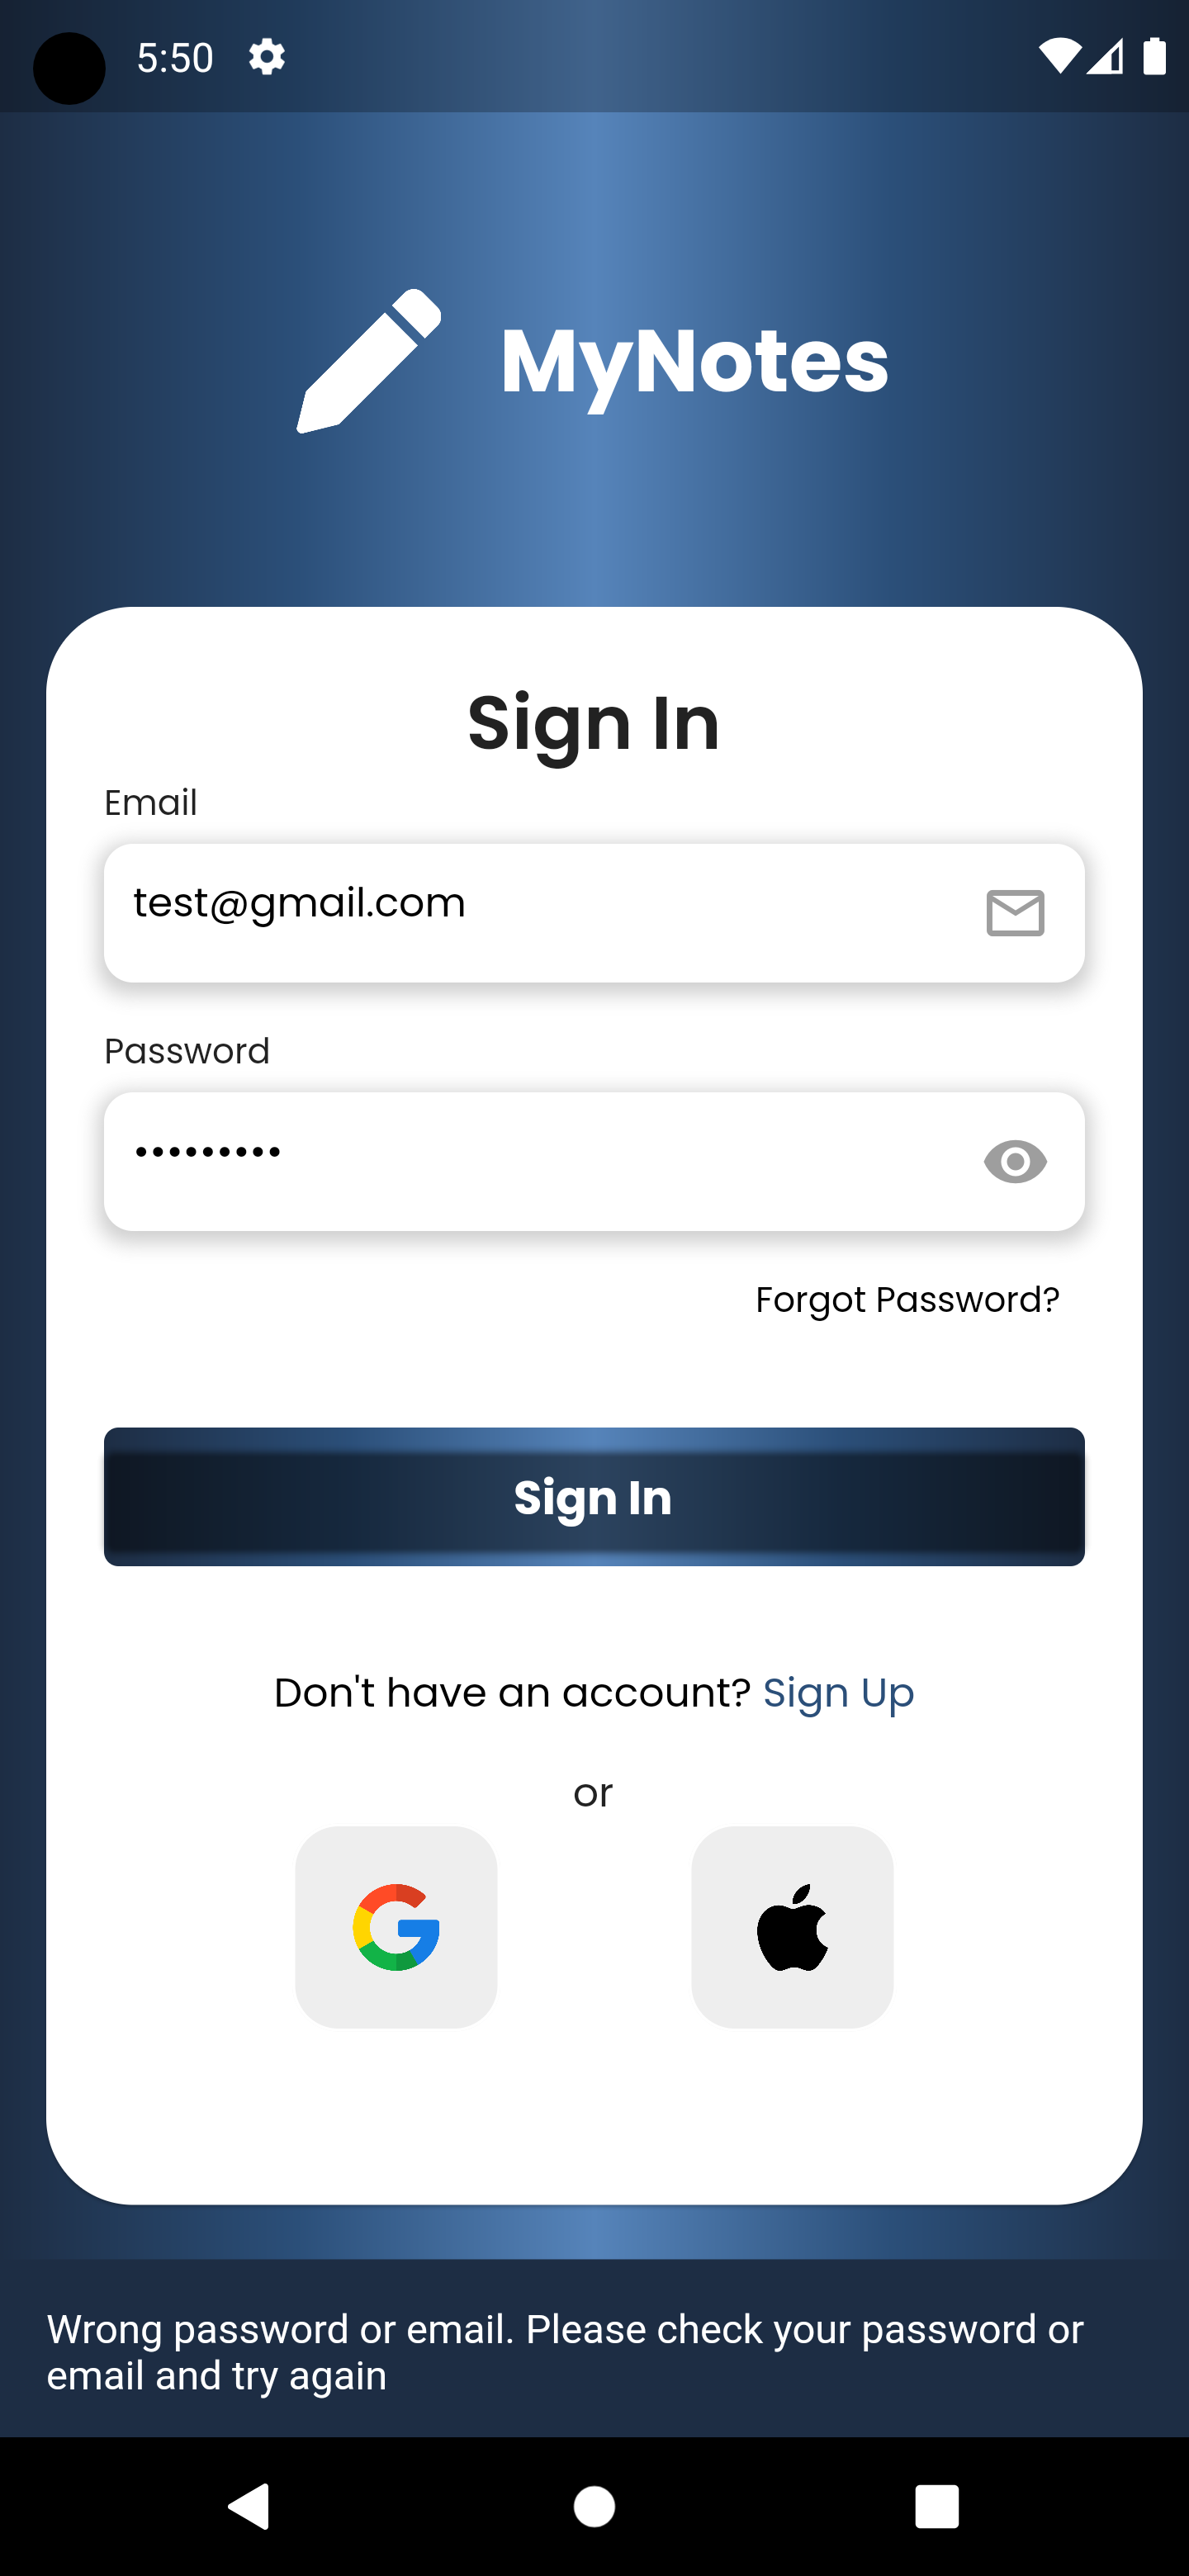 5:50
MyNotes
Sign In
Email
test@gmail.com
Password
•••••••••
Forgot Password?
Sign In
Don't have an account? Sign Up
or
Wrong password or email. Please check your password or
email and try again